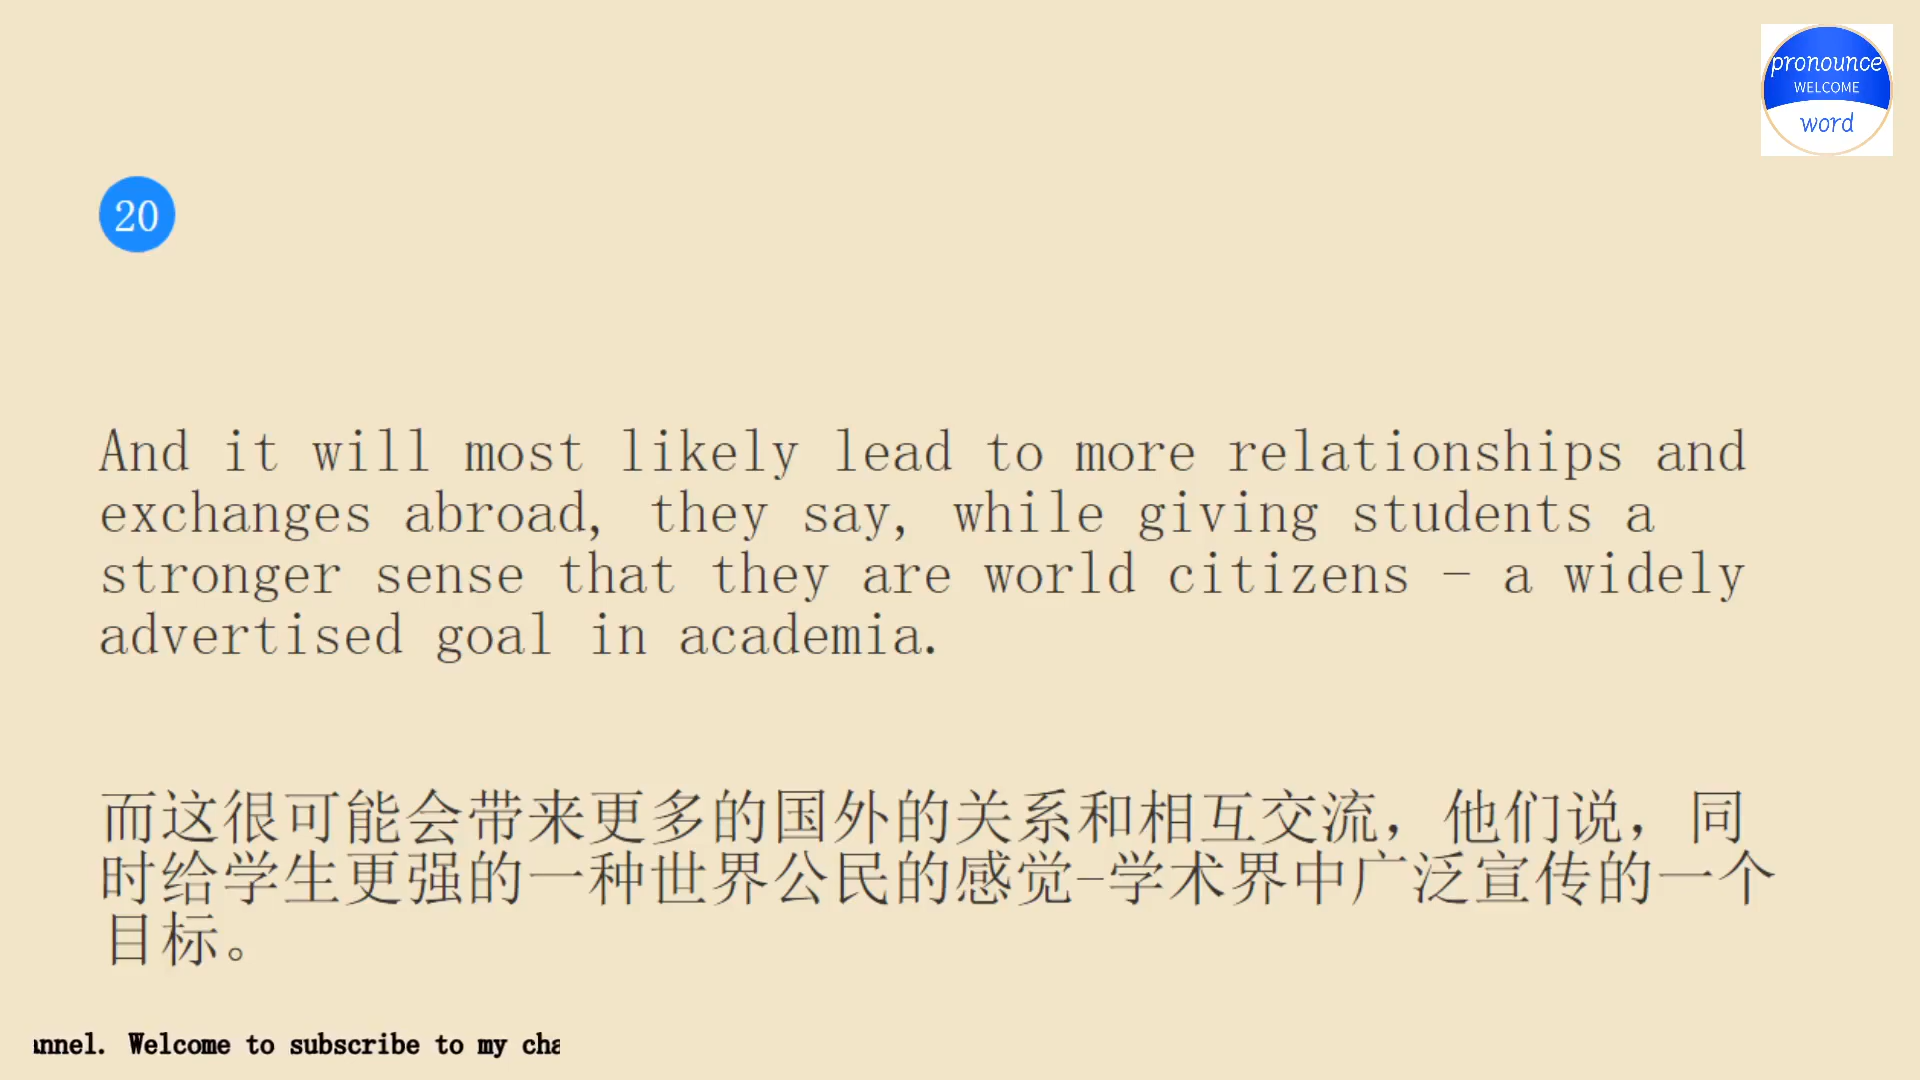 pronounce
WELCOME
word
20
And it will most likely lead to more relationships and
exchanges abroad, they say, while giving students a
stronger sense that they are world citizens – a widely
advertised goal in academia.
而这很可能会带来更多的国外的关系和相互交流，他们说，同
时给学生更强的一种世界公民的感觉–学术界中广泛宣传的一个
目标。
annel. Welcome to subscribe to my cha